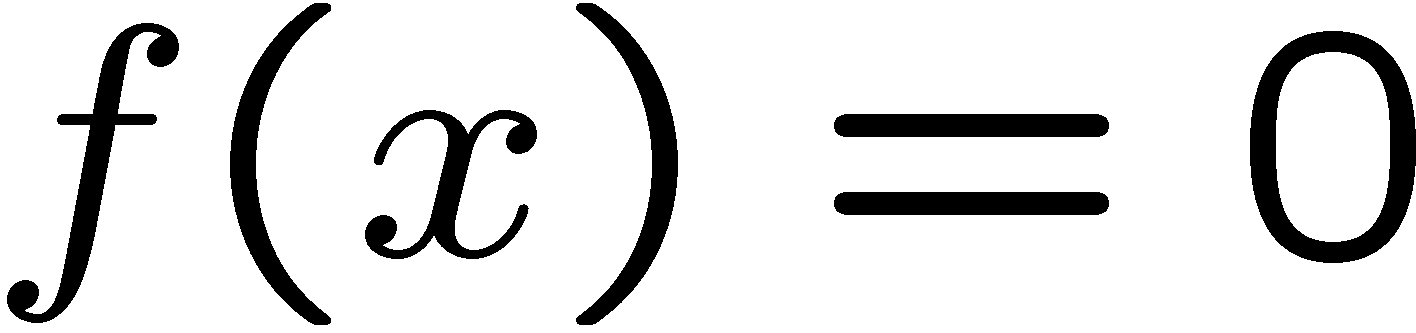 f(x) = 0